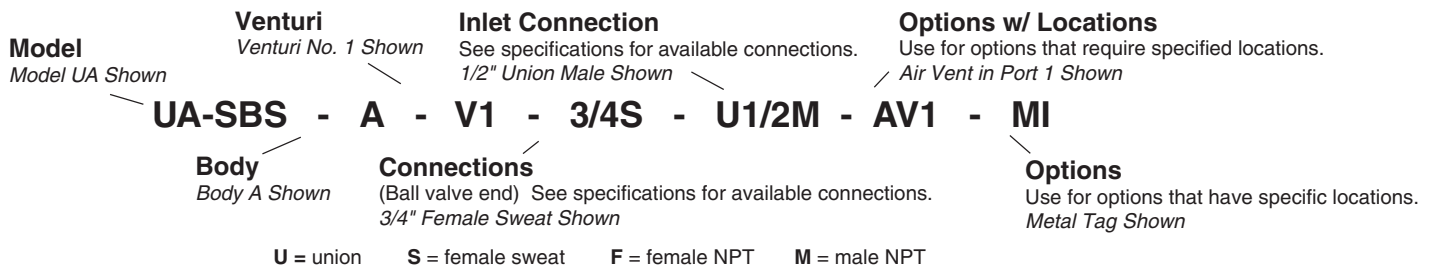 Model
Model UA Shown
Venturi
Venturi No. 1 Shown
Inlet Connection
See specifications for available connections.
1/2" Union Male Shown
Options w/ Locations
Use for options that require specified locations.
Air Vent in Port 1 Shown
UA-SBS - A - V1 - 3/4S - U1/2M - AV1 - MI
Body
Body A Shown
Connections
(Ball valve end) See specifications for available connections.
3/4" Female Sweat Shown
Options
Use for options that have specific locations.
Metal Tag Shown
U = union S = female sweat F = female NPT M = male NPT